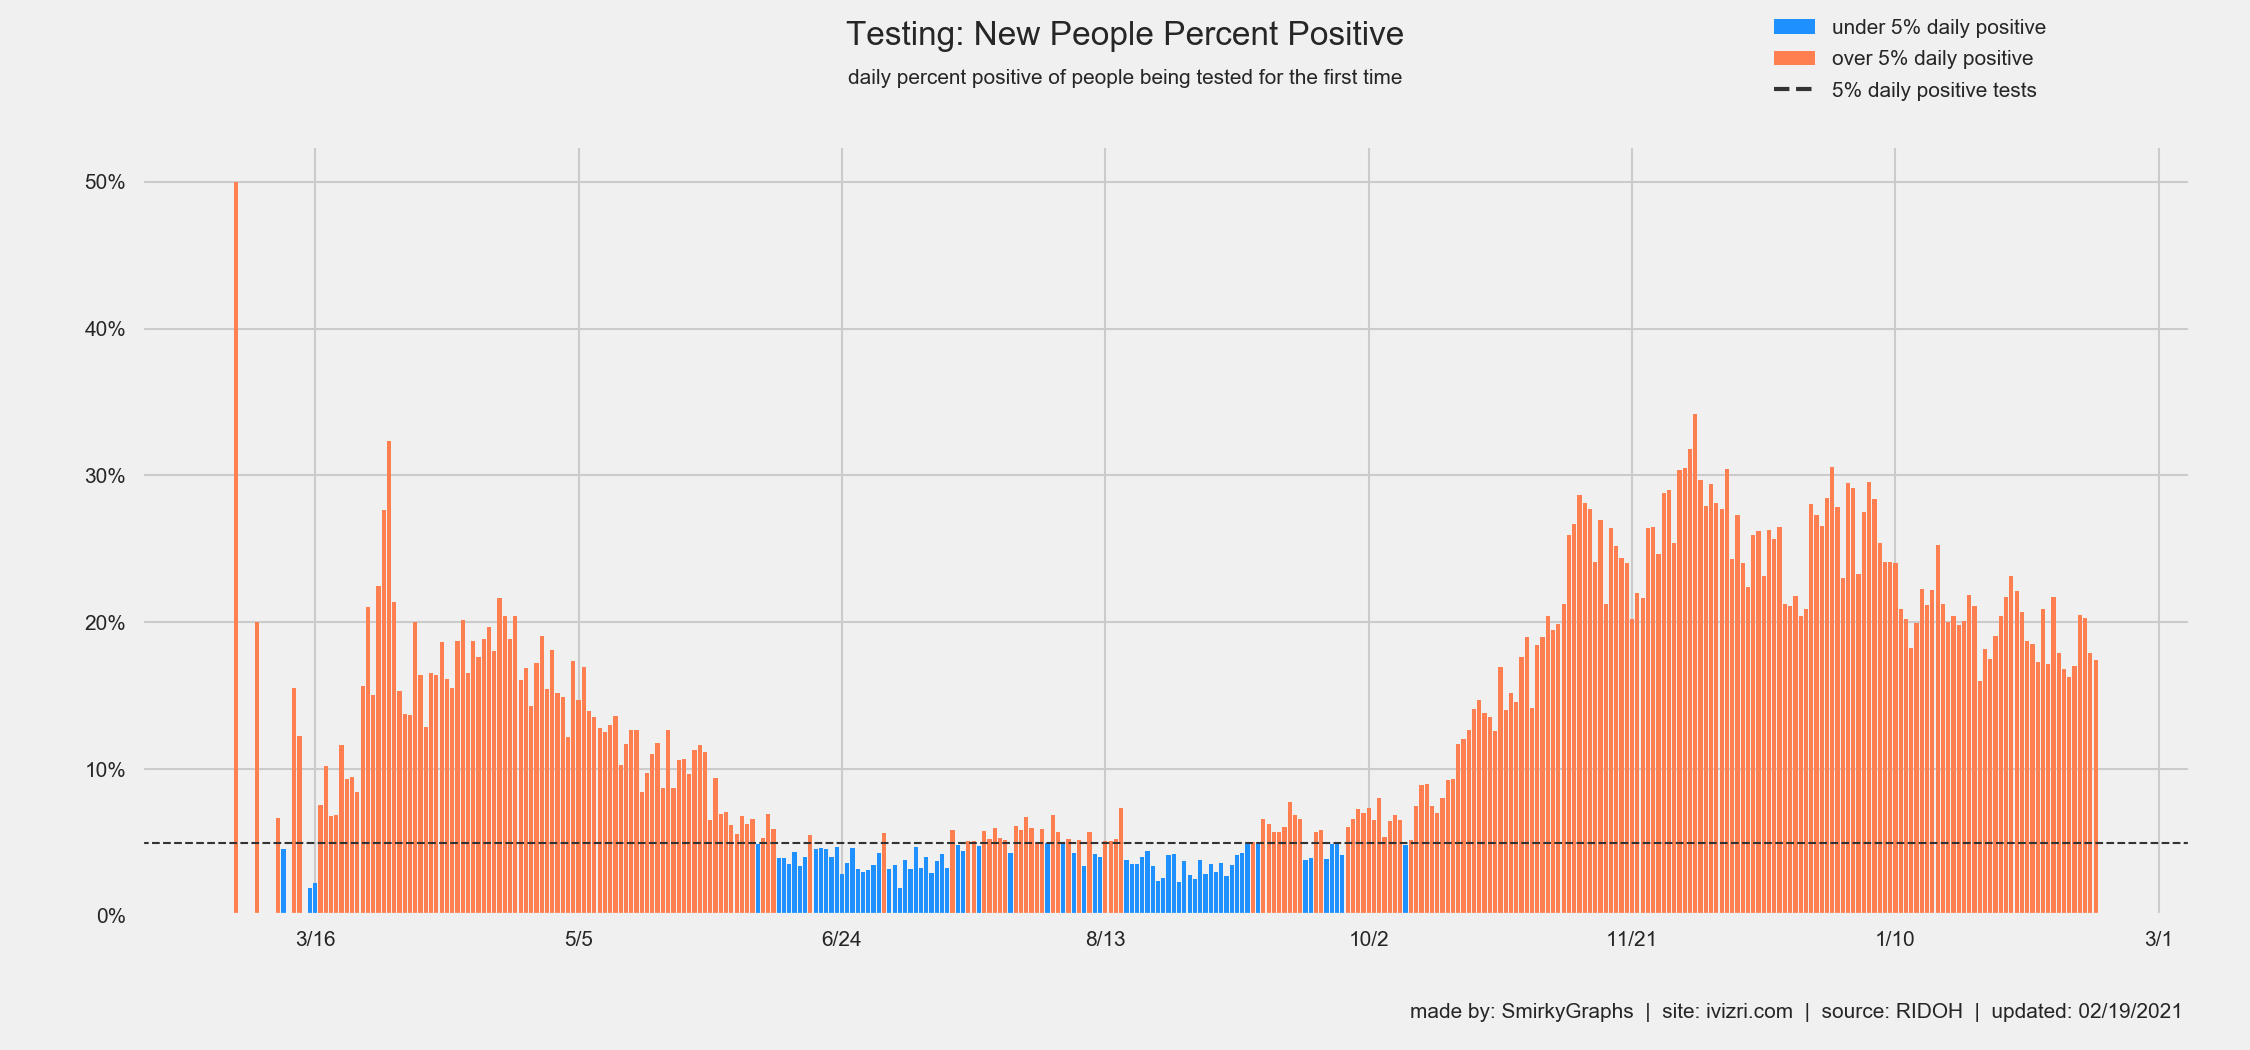 Testing: New People Percent Positive
daily percent positive of people being tested for the first time
under 5% daily positive
over 5% daily positive
5% daily positive tests
50%
40%
30%
20%
10%
0%
3/16 5/5 6/24 8/13 10/2 11/21 1/10 3/1
made by: SmirkyGraphs | site: ivizri.com | source: RIDOH | updated: 02/19/2021